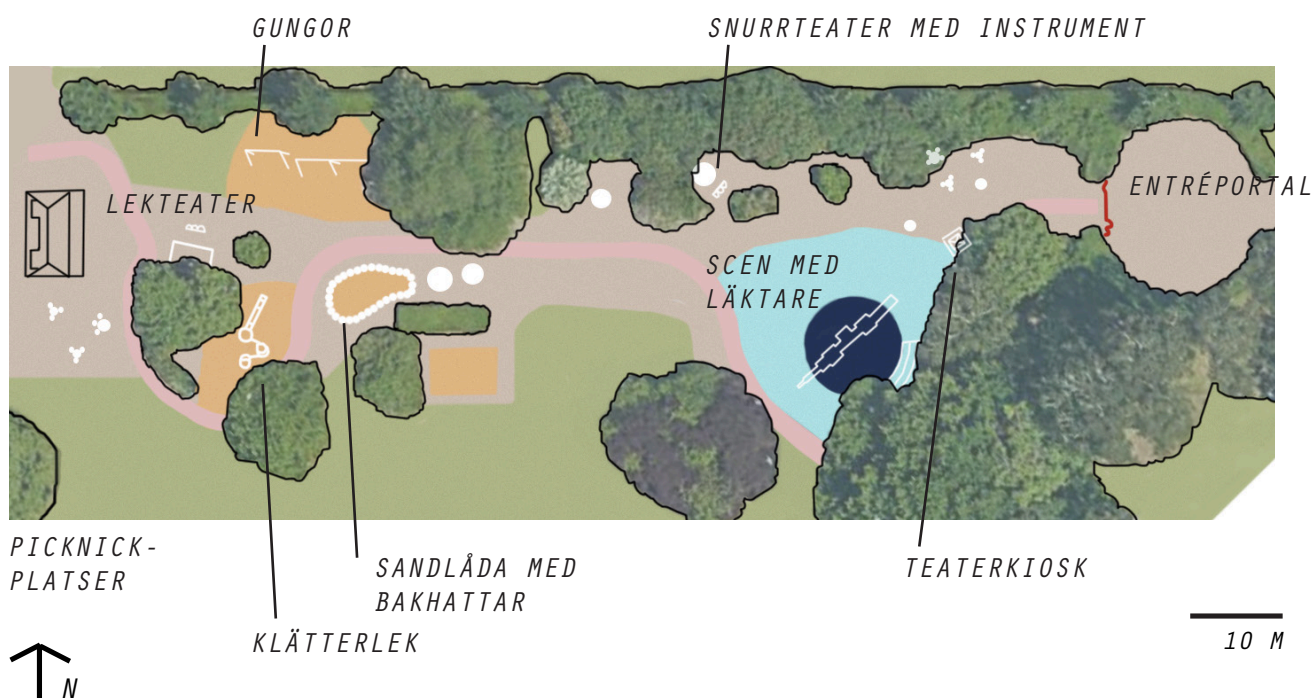 GUNGOR
SNURRTEATER MED INSTRUMENT
ENTRÉPORTAL
LEKTEATER
SCEN MED
LÄKTARE
PICKNICK-
PLATSER
SANDLÅDA MED
BAKHATTAR
TEATERKIOSK
KLÄTTERLEK
10 M
N